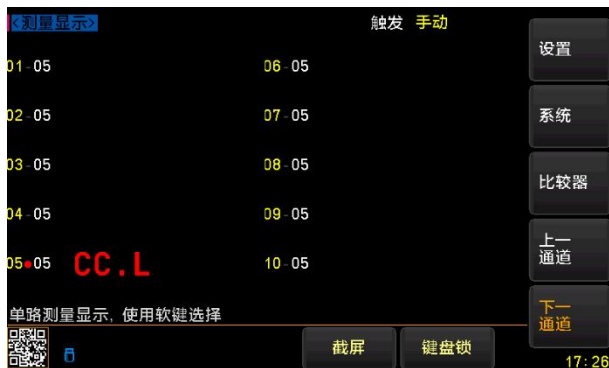 <测量显示>
触发 手动
01-05 06-05
02-05 07-05
03-05 08-05
04-05 09-05
05●05 CC.L 10-05
单路测量显示, 使用软键选择
截屏 键盘锁
设置
系统
比较器
上一
通道
下一
通道
17:26